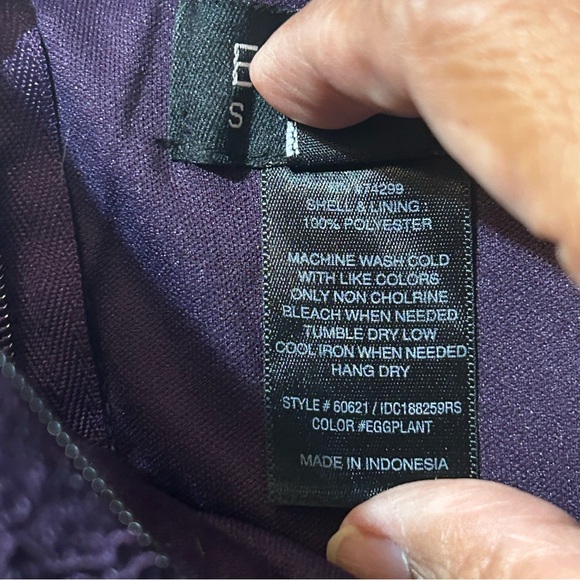 E
S
74299
SHELL & LINING :
100% POLYESTER
MACHINE WASH COLD
WITH LIKE COLORS
ONLY NON CHOLRINE
BLEACH WHEN NEEDED
TUMBLE DRY LOW
COOL IRON WHEN NEEDED
HANG DRY
STYLE # 60621 / IDC188259RS
COLOR #EGGPLANT
MADE IN INDONESIA